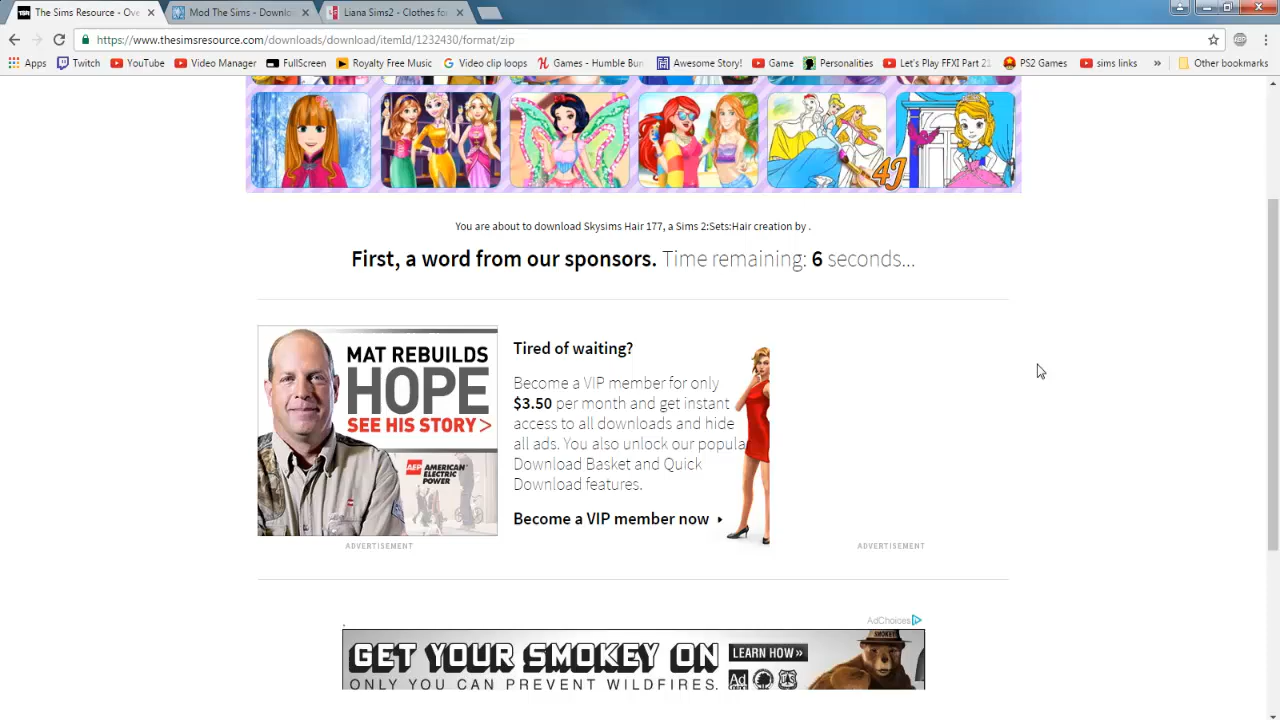 The Sims Resource - Ove
Mod The Sims - Downloa
Liana Sims2 - Clothes for
https://www.thesimsresource.com/downloads/download/itemId/1232430/format/zip
Apps
Twitch
YouTube
Video Manager
FullScreen
Royalty Free Music
Video clip loops
Games - Humble Bun
Awesome Story!
Game
Personalities
Let's Play FFXI Part 21
PS2 Games
sims links
»
Other bookmarks
4J
You are about to download Skysims Hair 177, a Sims 2:Sets:Hair creation by .
First, a word from our sponsors. Time remaining: 6 seconds...
MAT REBUILDS
HOPE
SEE HIS STORY >
AEP AMERICAN
ELECTRIC
POWER
ADVERTISEMENT
Tired of waiting?
Become a VIP member for only
$3.50 per month and get instant
access to all downloads and hide
all ads. You also unlock our popula
Download Basket and Quick
Download features.
Become a VIP member now
ADVERTISEMENT
AdChoices
GET YOUR SMOKEY ON
LEARN HOW »
SMOKEY
ONLY YOU CAN PREVENT WILDFIRES.
Ad